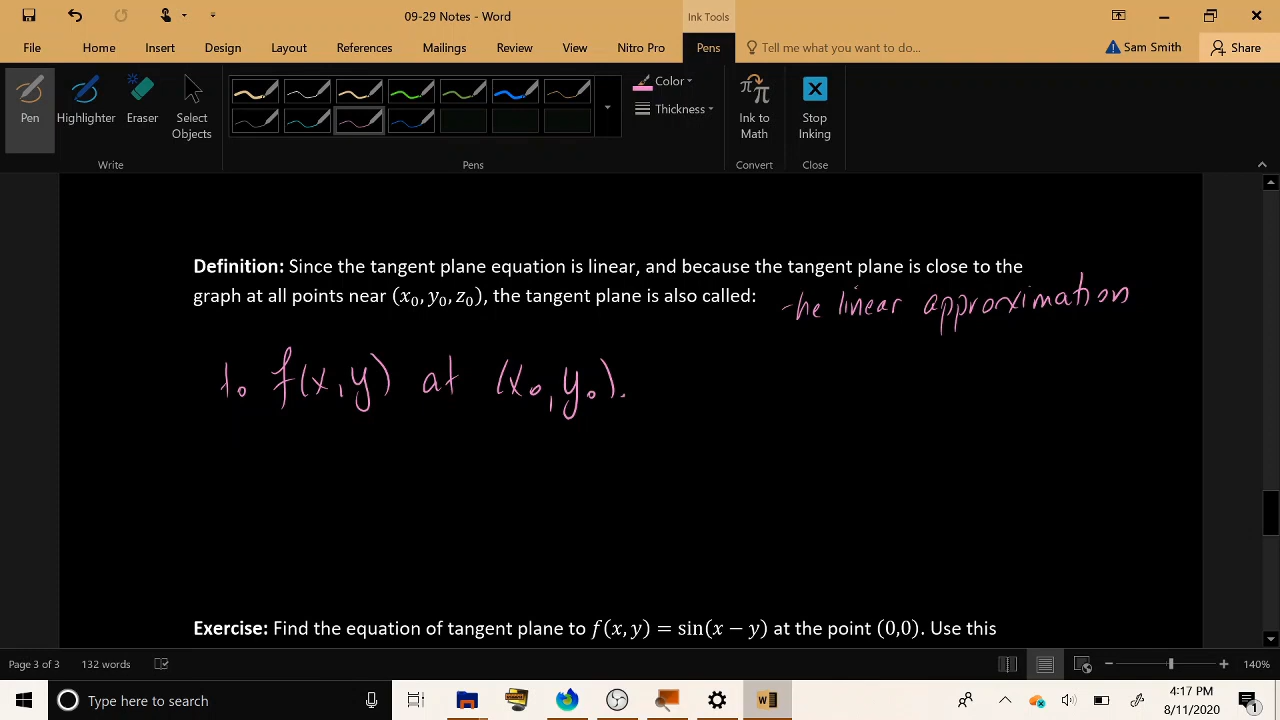 09-29 Notes - Word
Ink Tools
File Home Insert Design Layout References Mailings Review View Nitro Pro Pens Tell me what you want to do... Sam Smith Share
Pen Highlighter Eraser Select Objects
Color
Thickness
Ink to Math
Stop Inking
Write Pens Convert Close
Definition: Since the tangent plane equation is linear, and because the tangent plane is close to the
graph at all points near (x₀, y₀, z₀), the tangent plane is also called: the linear approximation
to f(x,y) at (x₀,y₀).
Exercise: Find the equation of tangent plane to f(x, y) = sin(x − y) at the point (0,0). Use this
Page 3 of 3 132 words 140%
Type here to search 4:17 PM
8/11/2020